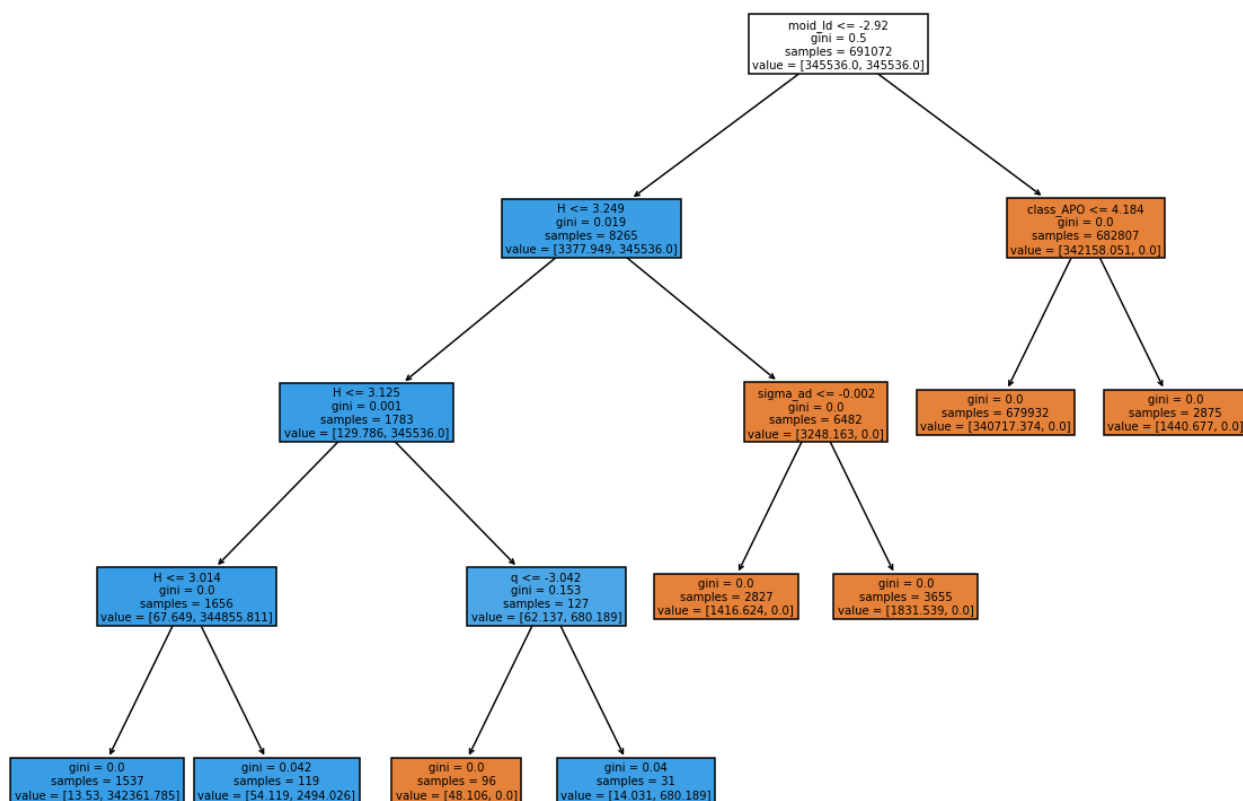 moid_ld <= -2.92
gini = 0.5
samples = 691072
value = [345536.0, 345536.0]
H <= 3.249
gini = 0.019
samples = 8265
value = [3377.949, 345536.0]
class_APO <= 4.184
gini = 0.0
samples = 682807
value = [342158.051, 0.0]
H <= 3.125
gini = 0.001
samples = 1783
value = [129.786, 345536.0]
sigma_ad <= -0.002
gini = 0.0
samples = 6482
value = [3248.163, 0.0]
gini = 0.0
samples = 679932
value = [340717.374, 0.0]
gini = 0.0
samples = 2875
value = [1440.677, 0.0]
H <= 3.014
gini = 0.0
samples = 1656
value = [67.649, 344855.811]
q <= -3.042
gini = 0.153
samples = 127
value = [62.137, 680.189]
gini = 0.0
samples = 2827
value = [1416.624, 0.0]
gini = 0.0
samples = 3655
value = [1831.539, 0.0]
gini = 0.0
samples = 1537
value = [13.53, 342361.785]
gini = 0.042
samples = 119
value = [54.119, 2494.026]
gini = 0.0
samples = 96
value = [48.106, 0.0]
gini = 0.04
samples = 31
value = [14.031, 680.189]